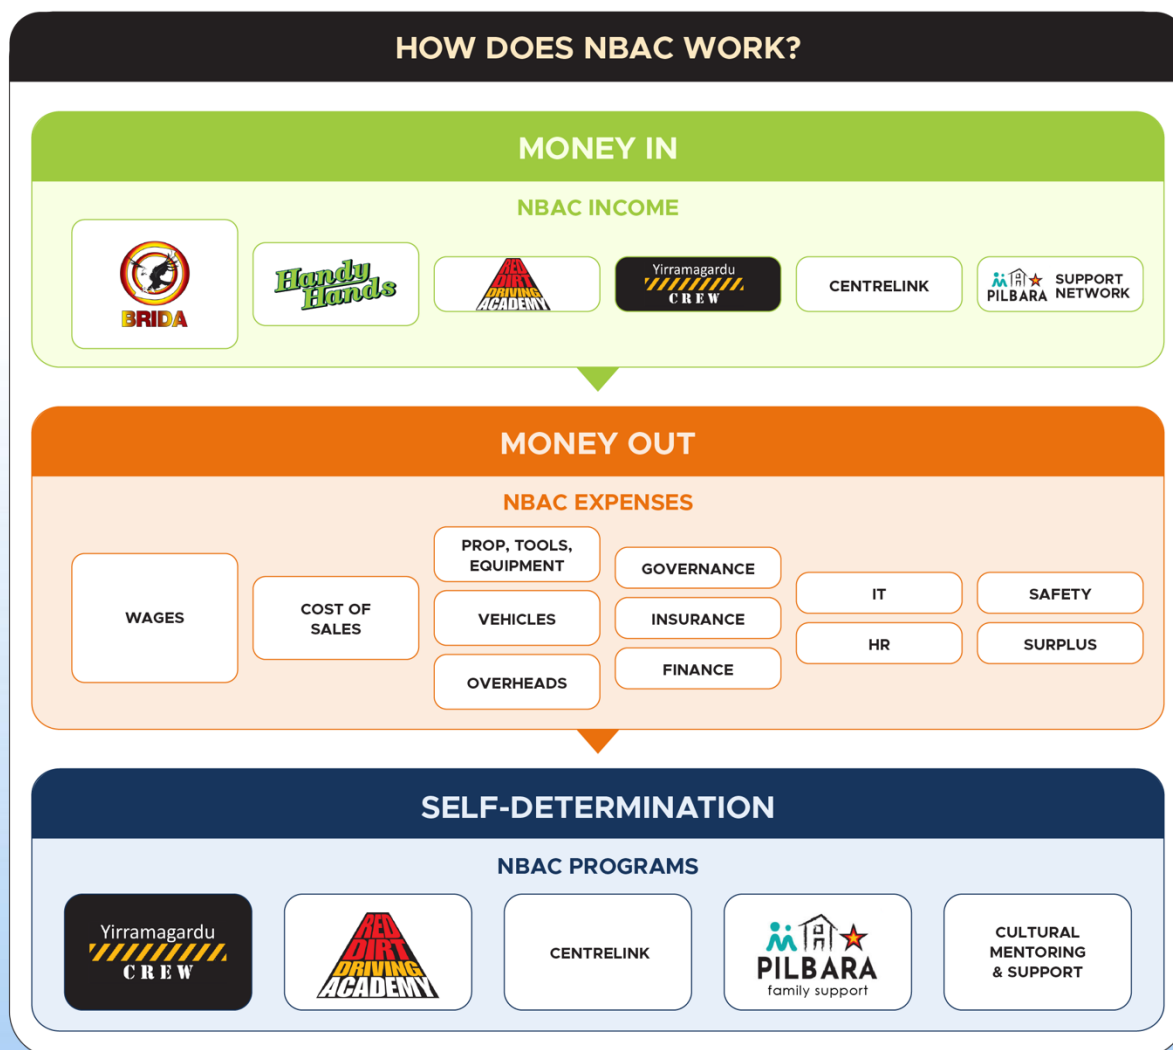 HOW DOES NBAC WORK?
MONEY IN
NBAC INCOME
BRIDA
Handy
Hands
RED
DIRT
DRIVING
ACADEMY
Yirramagardu
CREW
CENTRELINK
PILBARA
SUPPORT
NETWORK
MONEY OUT
NBAC EXPENSES
WAGES
COST OF
SALES
PROP, TOOLS,
EQUIPMENT
VEHICLES
OVERHEADS
GOVERNANCE
INSURANCE
FINANCE
IT
HR
SAFETY
SURPLUS
SELF-DETERMINATION
NBAC PROGRAMS
Yirramagardu
CREW
RED
DIRT
DRIVING
ACADEMY
CENTRELINK
PILBARA
family support
CULTURAL
MENTORING
& SUPPORT